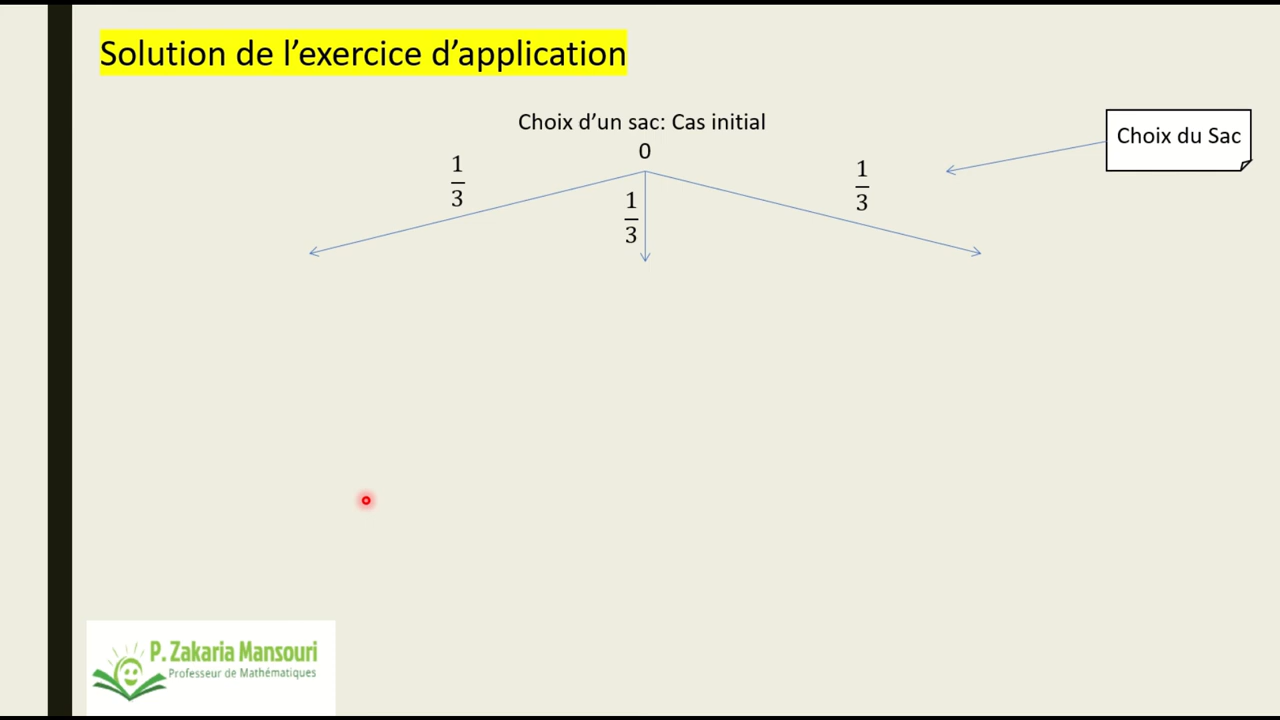 Solution de l’exercice d’application
Choix d’un sac: Cas initial
0
Choix du Sac
1
3
1
3
1
3
P. Zakaria Mansouri
Professeur de Mathématiques